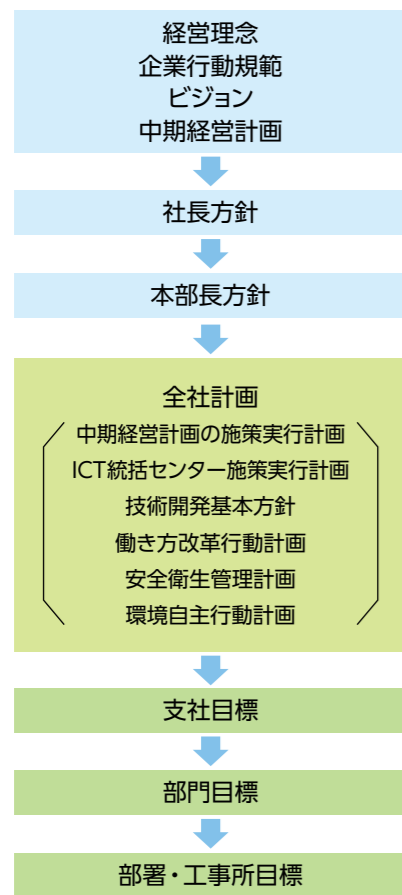 経営理念
企業行動規範
ビジョン
中期経営計画
社長方針
本部長方針
全社計画
中期経営計画の施策実行計画
ICT統括センター施策実行計画
技術開発基本方針
働き方改革行動計画
安全衛生管理計画
環境自主行動計画
支社目標
部門目標
部署・工事所目標